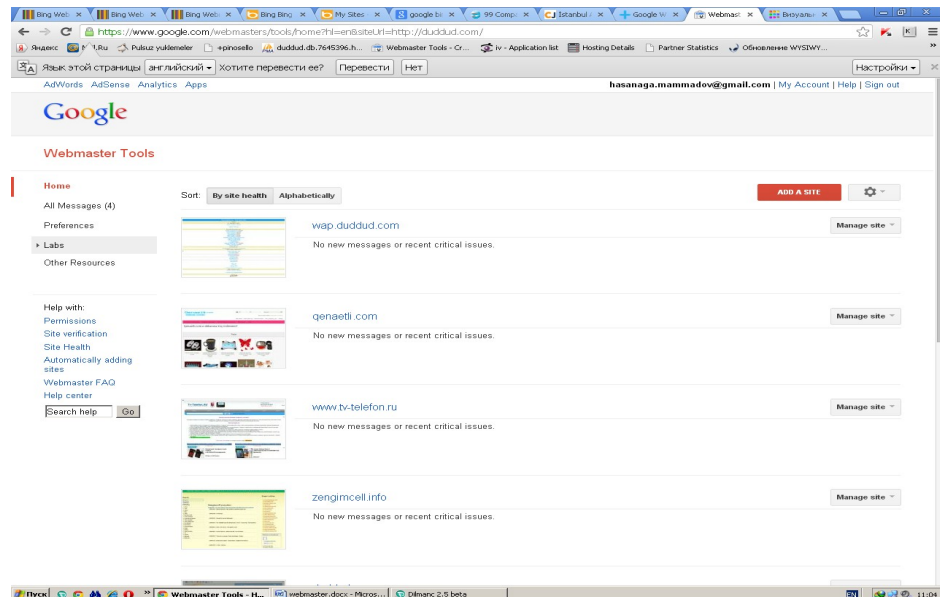 Bing Web
Bing Web
Bing Web
Bing Bing
My Sites
google bi
99 Comp
İstanbul
Google W
Webmast
Визуальн
https://www.google.com/webmasters/tools/home?hl=en&siteUrl=http://duddud.com/
Яндекс
Pulsuz yuklemeler
+pinosello
duddud.db.7645396.h...
Webmaster Tools - Cr...
iv - Application list
Hosting Details
Partner Statistics
Обновление WYSIWY...
Язык этой страницы английский Хотите перевести ее? Перевести Нет Настройки
AdWords AdSense Analytics Apps hasanaga.mammadov@gmail.com | My Account | Help | Sign out
Google
Webmaster Tools
Home
All Messages (4)
Preferences
Labs
Other Resources
Help with:
Permissions
Site verification
Site Health
Automatically adding
sites
Webmaster FAQ
Help center
Search help Go
Sort: By site health Alphabetically ADD A SITE
wap.duddud.com Manage site
No new messages or recent critical issues.
qenaetli.com Manage site
No new messages or recent critical issues.
www.tv-telefon.ru Manage site
No new messages or recent critical issues.
zengimcell.info Manage site
No new messages or recent critical issues.
Пуск
Webmaster Tools - H...
webmaster.docx - Micros...
Dilmanc 2.5 beta
EN 11:04